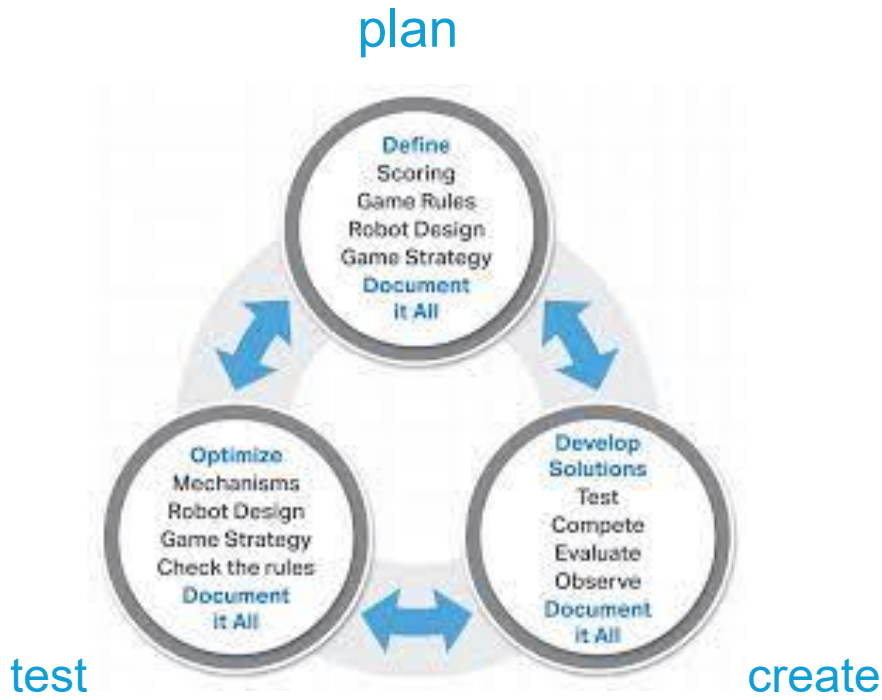 plan
Define
Scoring
Game Rules
Robot Design
Game Strategy
Document
it All
Optimize
Mechanisms
Robot Design
Game Strategy
Check the rules
Document
it All
Develop
Solutions
Test
Compete
Evaluate
Observe
Document
it All
test
create